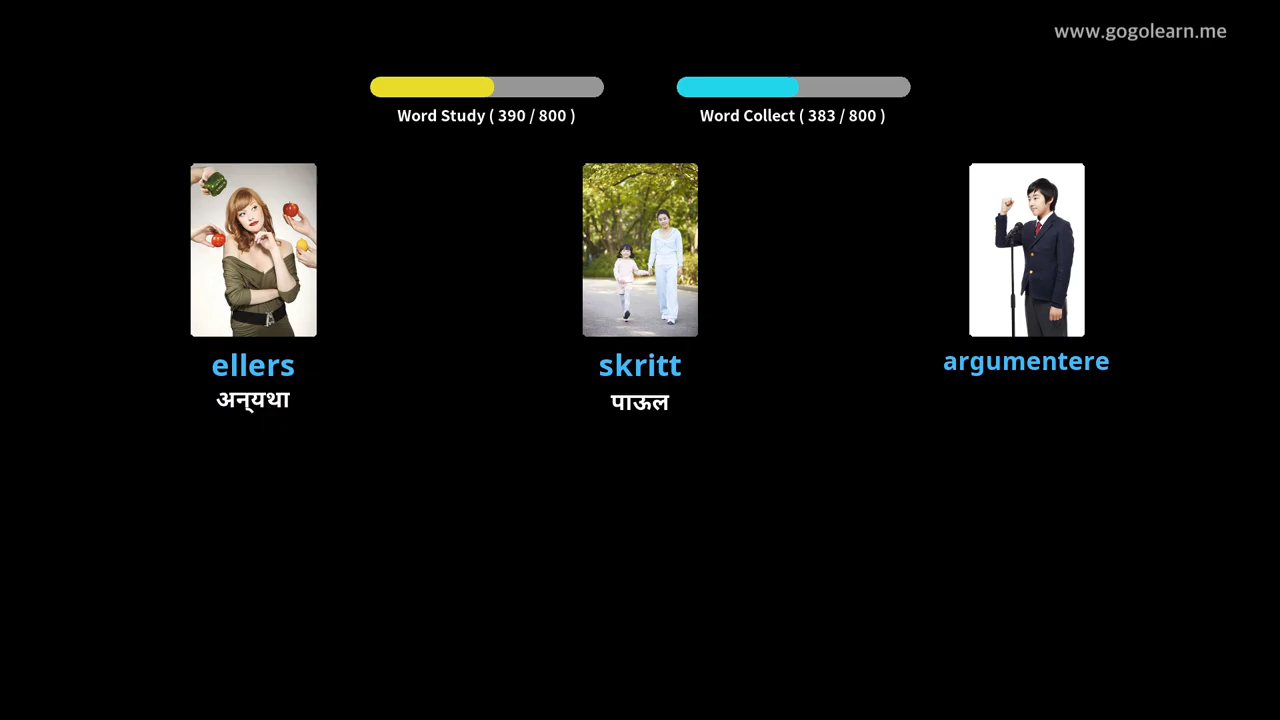 www.gogolearn.me
Word Study ( 390 / 800 )
Word Collect ( 383 / 800 )
ellers
अन्‌यथा
skritt
पाऊल
argumentere